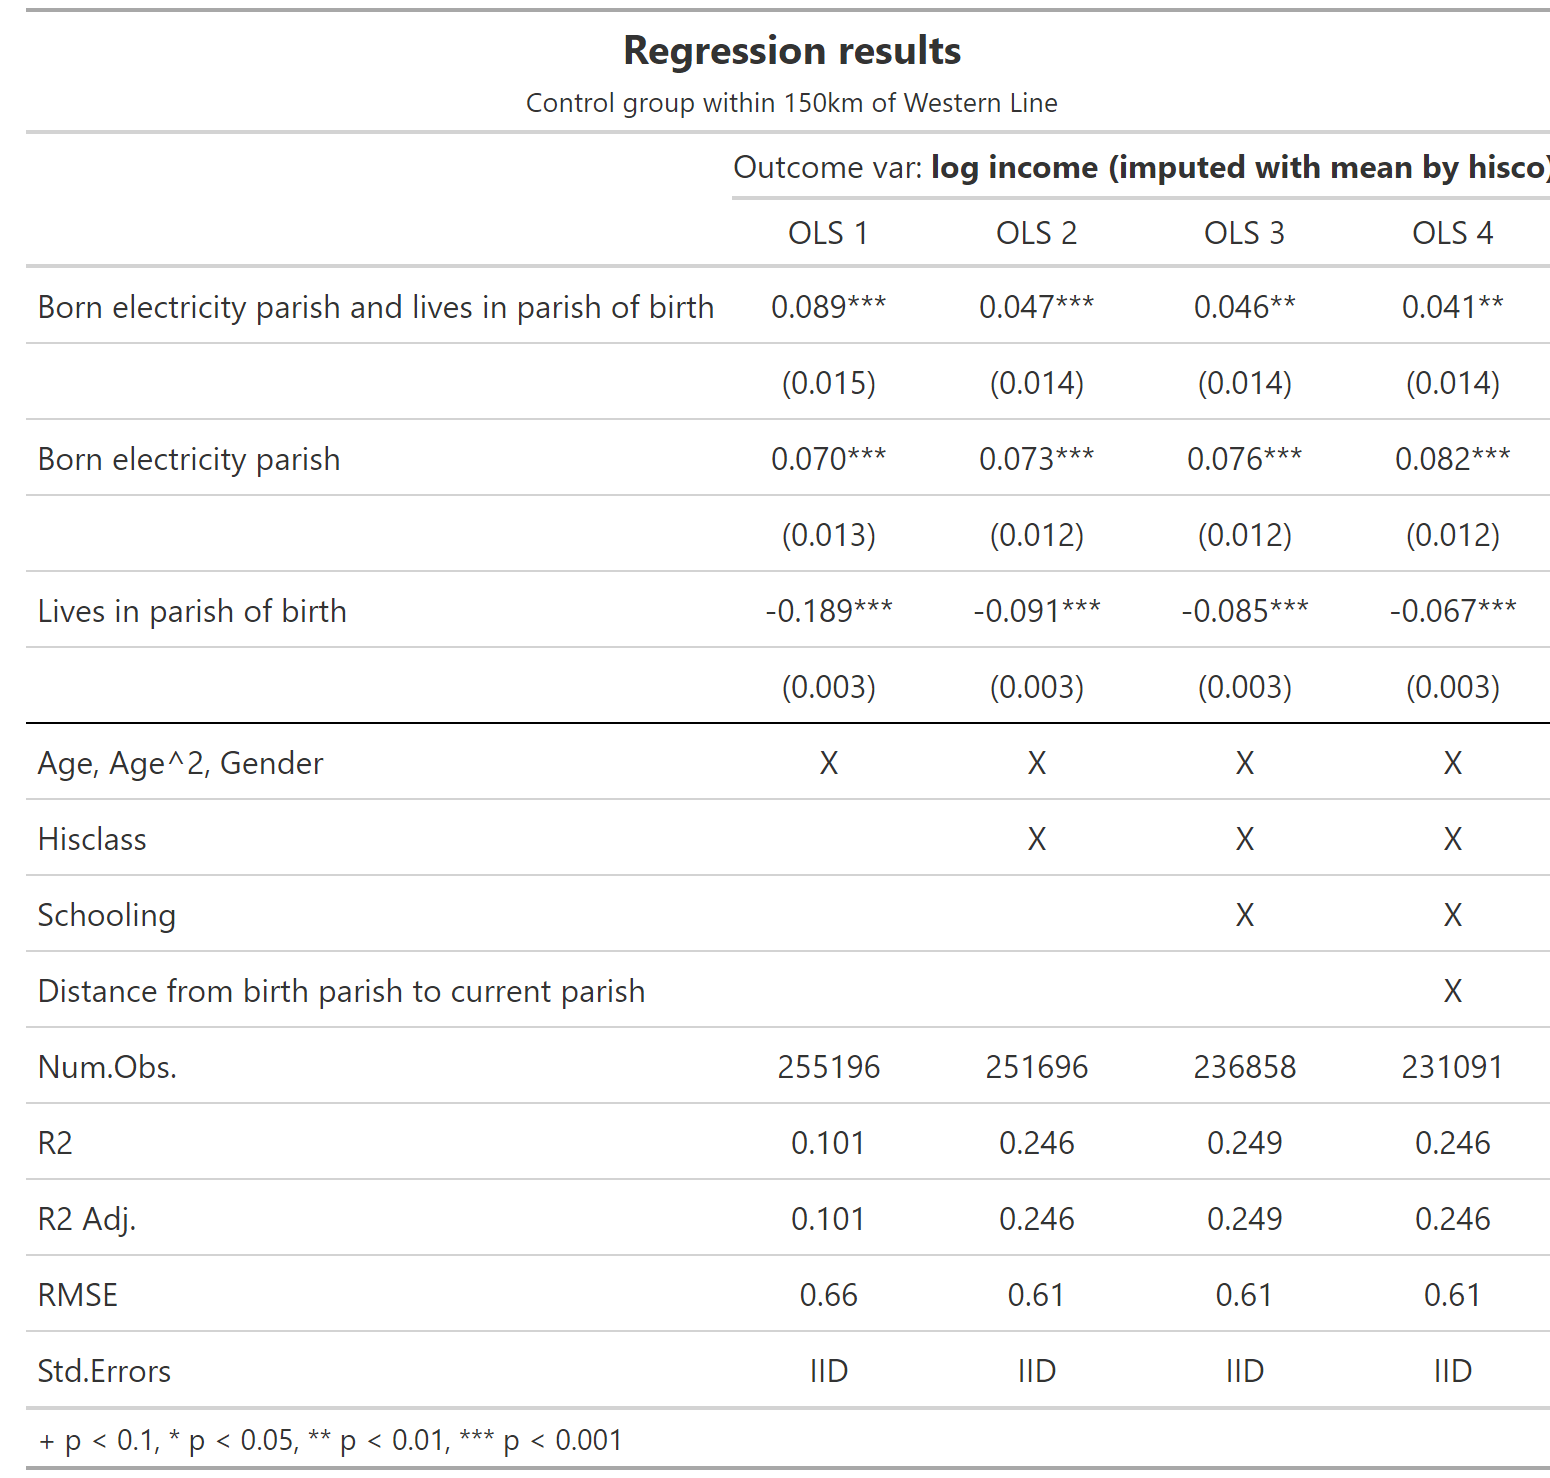 Regression results
Control group within 150km of Western Line
Outcome var: log income (imputed with mean by hisco)
OLS 1 OLS 2 OLS 3 OLS 4
Born electricity parish and lives in parish of birth 0.089*** 0.047*** 0.046** 0.041**
(0.015) (0.014) (0.014) (0.014)
Born electricity parish 0.070*** 0.073*** 0.076*** 0.082***
(0.013) (0.012) (0.012) (0.012)
Lives in parish of birth -0.189*** -0.091*** -0.085*** -0.067***
(0.003) (0.003) (0.003) (0.003)
Age, Age^2, Gender X X X X
Hisclass X X X
Schooling X X
Distance from birth parish to current parish X
Num.Obs. 255196 251696 236858 231091
R2 0.101 0.246 0.249 0.246
R2 Adj. 0.101 0.246 0.249 0.246
RMSE 0.66 0.61 0.61 0.61
Std.Errors IID IID IID IID
+ p < 0.1, * p < 0.05, ** p < 0.01, *** p < 0.001